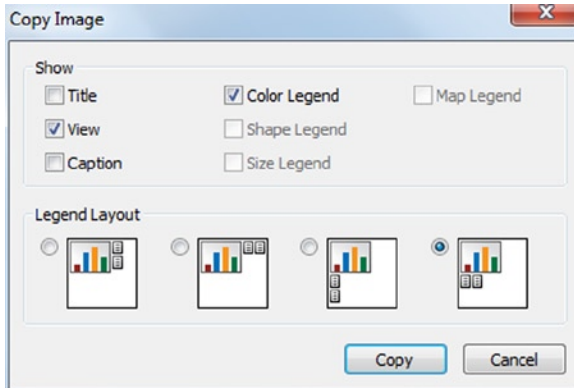 Copy Image
Show
Title
Color Legend
Map Legend
View
Shape Legend
Caption
Size Legend
Legend Layout
Copy
Cancel